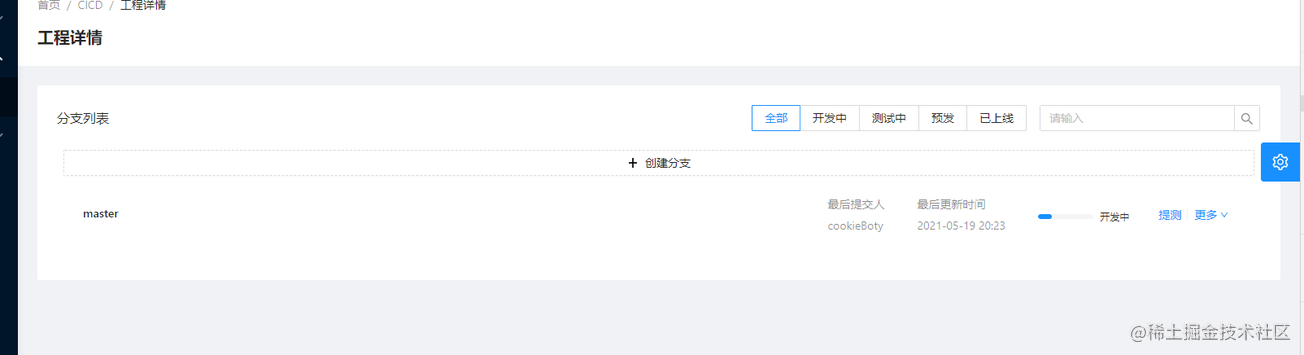 首页 / CICD / 工程详情
工程详情
分支列表
全部 开发中 测试中 预发 已上线 请输入
+ 创建分支
master
最后提交人 最后更新时间
cookieBoty 2021-05-19 20:23
开发中 提测 更多
@稀土掘金技术社区